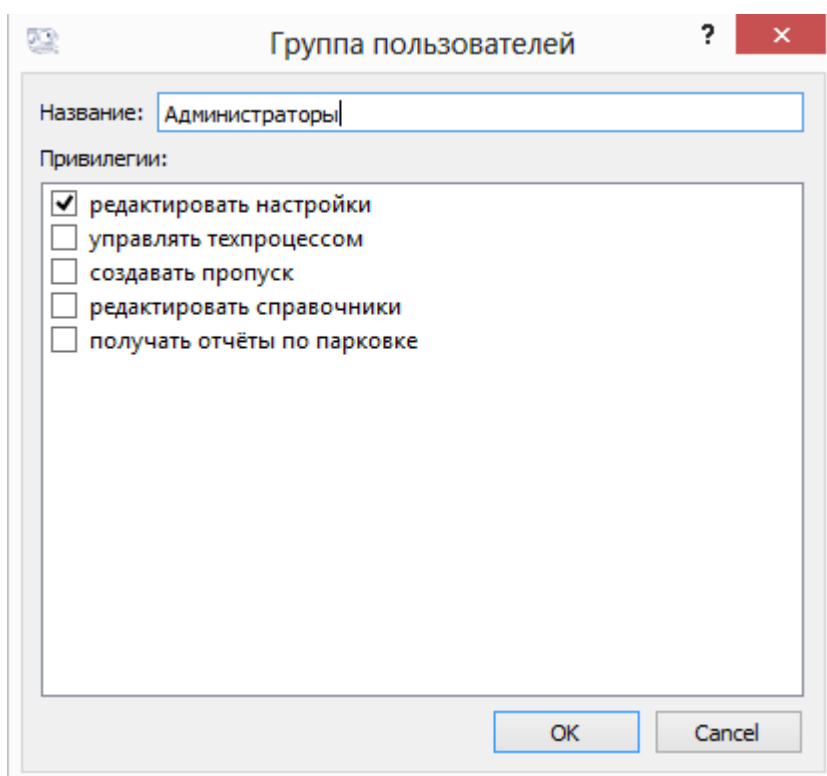 Группа пользователей
?
Название: Администраторы
Привилегии:
редактировать настройки
управлять техпроцессом
создавать пропуск
редактировать справочники
получать отчёты по парковке
OK Cancel